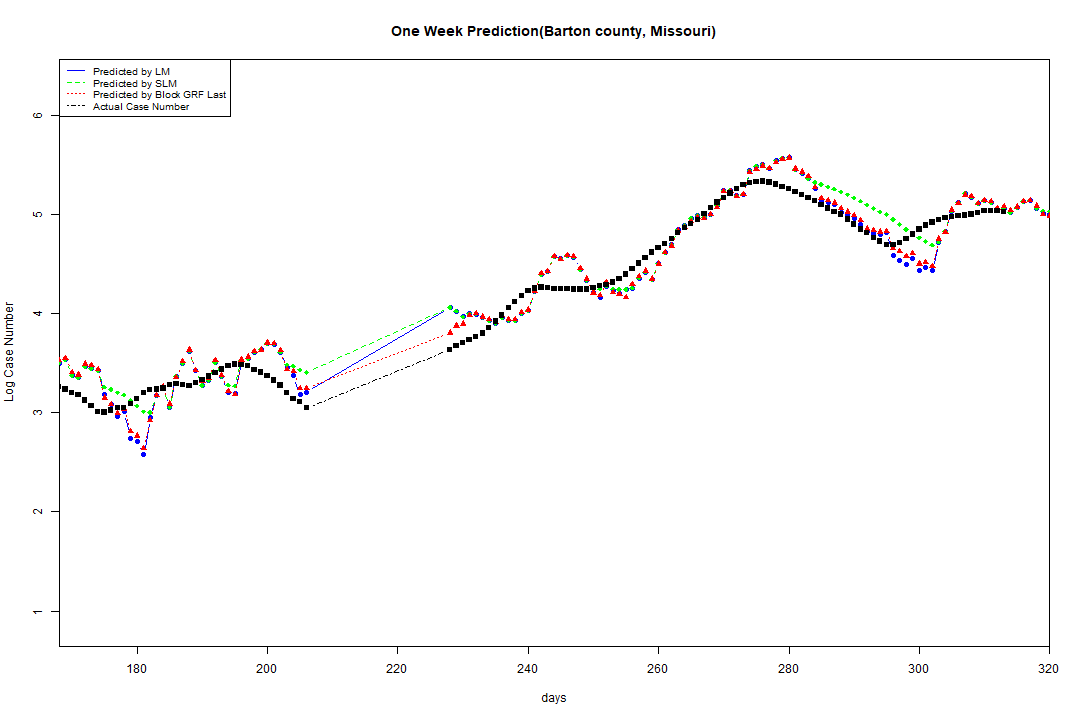 One Week Prediction(Barton county, Missouri)
Predicted by LM
Predicted by SLM
Predicted by Block GRF Last
Actual Case Number
6
5
4
3
2
1
Log Case Number
180 200 220 240 260 280 300 320
days